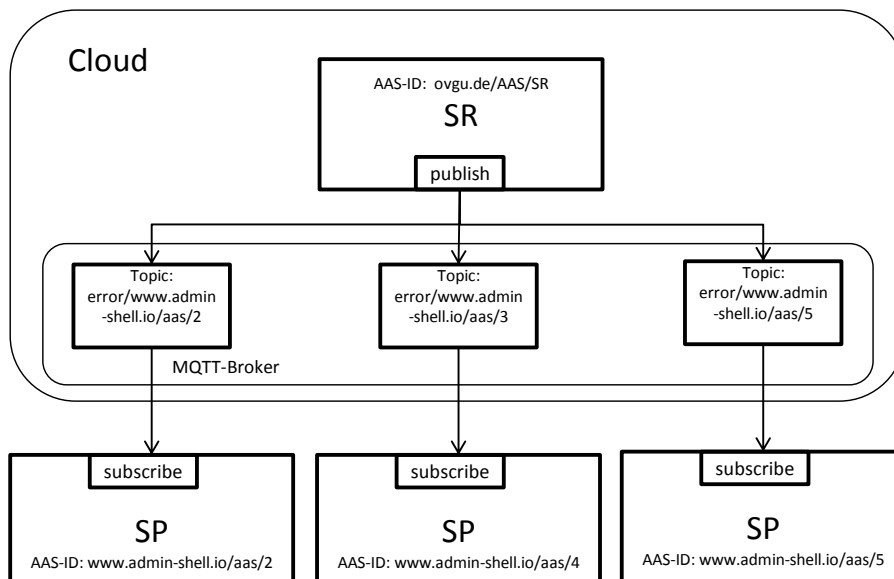 Cloud
AAS-ID: ovgu.de/AAS/SR
SR
publish
Topic:
error/www.admin
-shell.io/aas/2
Topic:
error/www.admin
-shell.io/aas/3
Topic:
error/www.admin
-shell.io/aas/5
MQTT-Broker
subscribe
SP
AAS-ID: www.admin-shell.io/aas/2
subscribe
SP
AAS-ID: www.admin-shell.io/aas/4
subscribe
SP
AAS-ID: www.admin-shell.io/aas/5